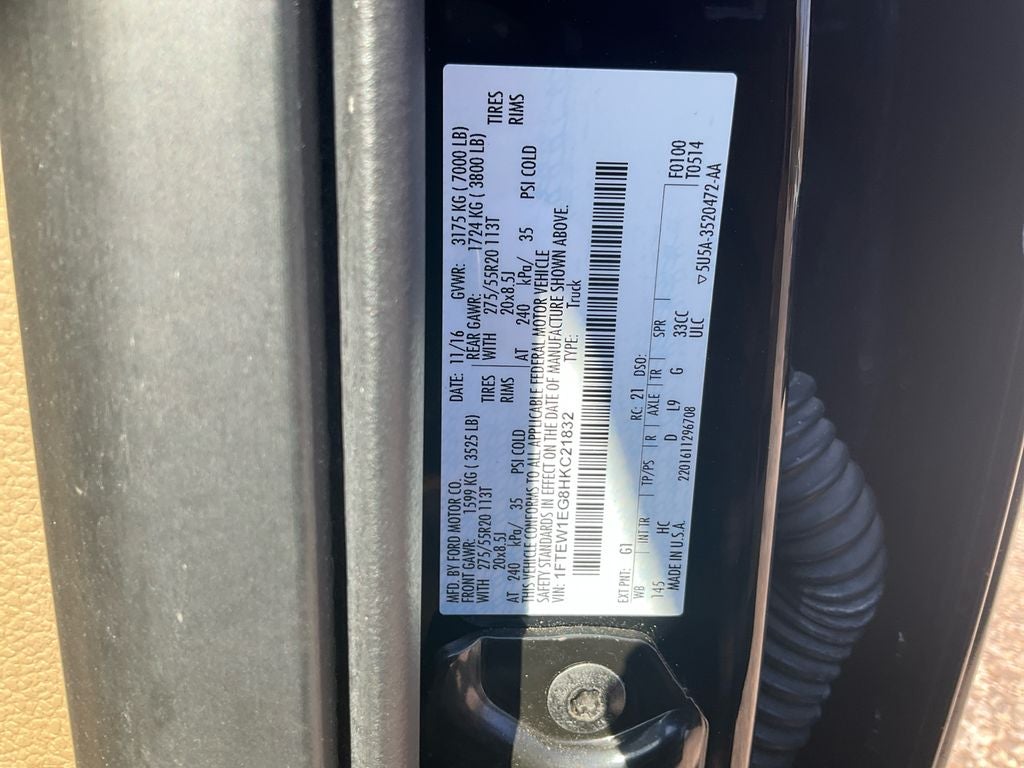 MFD. BY FORD MOTOR CO.
DATE: 11/16 GVWR: 3175 KG ( 7000 LB)
FRONT GAWR: 1599 KG ( 3525 LB) REAR GAWR: 1724 KG ( 3800 LB)
WITH 275/55R20 113T TIRES WITH 275/55R20 113T TIRES
20x8.5J RIMS 20x8.5J RIMS
AT 240 kPa/ 35 PSI COLD AT 240 kPa/ 35 PSI COLD
THIS VEHICLE CONFORMS TO ALL APPLICABLE FEDERAL MOTOR VEHICLE
SAFETY STANDARDS IN EFFECT ON THE DATE OF MANUFACTURE SHOWN ABOVE.
VIN: 1FTEW1EG8HKC21832 TYPE: Truck
EXT PNT: G1 RC: 21 DSO: F0100
WB INT TR TP/PS R AXLE TR SPR T0514
145 HC D L9 G 33CC
MADE IN U.S.A. 2201611296708 ULC
▽5U5A-3520472-AA